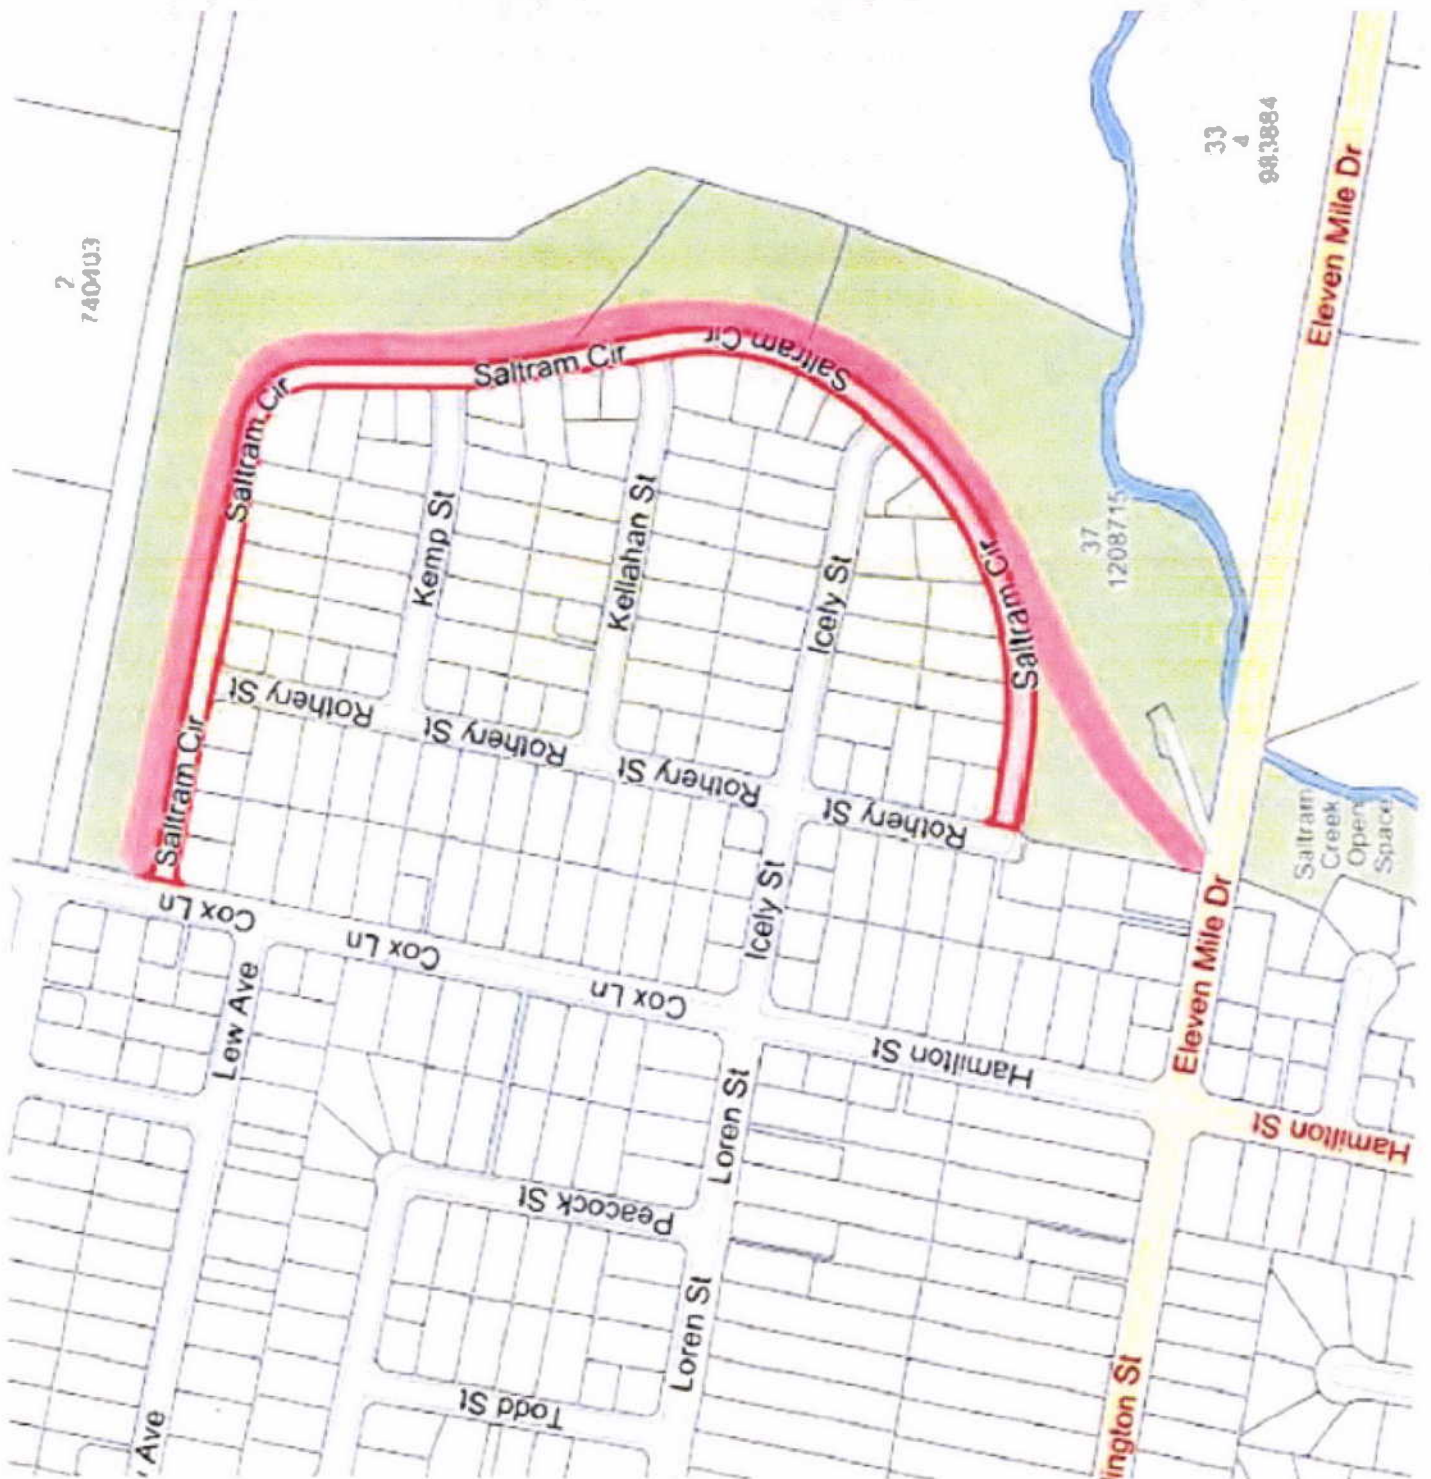 33
4
983884
Eleven Mile Dr
2
740403
Saltram Cir
Saltram Cir
Saltram Cir
Saltram Cir
Saltram Cir
Saltram Cir
Kemp St
Kellahan St
Icely St
37
1208715
Rothery St
Rothery St
Rothery St
Rothery St
Saltram
Creek
Open
Space
Cox Ln
Cox Ln
Cox Ln
Icely St
Eleven Mile Dr
Lew Ave
Hamilton St
Hamilton St
Loren St
Peacock St
Loren St
Todd St
Ave
ington St